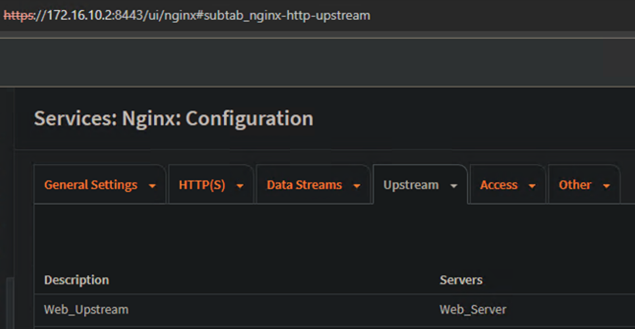 https://172.16.10.2:8443/ui/nginx#subtab_nginx-http-upstream
Services: Nginx: Configuration
General Settings HTTP(S) Data Streams Upstream Access Other
Description Servers
Web_Upstream Web_Server